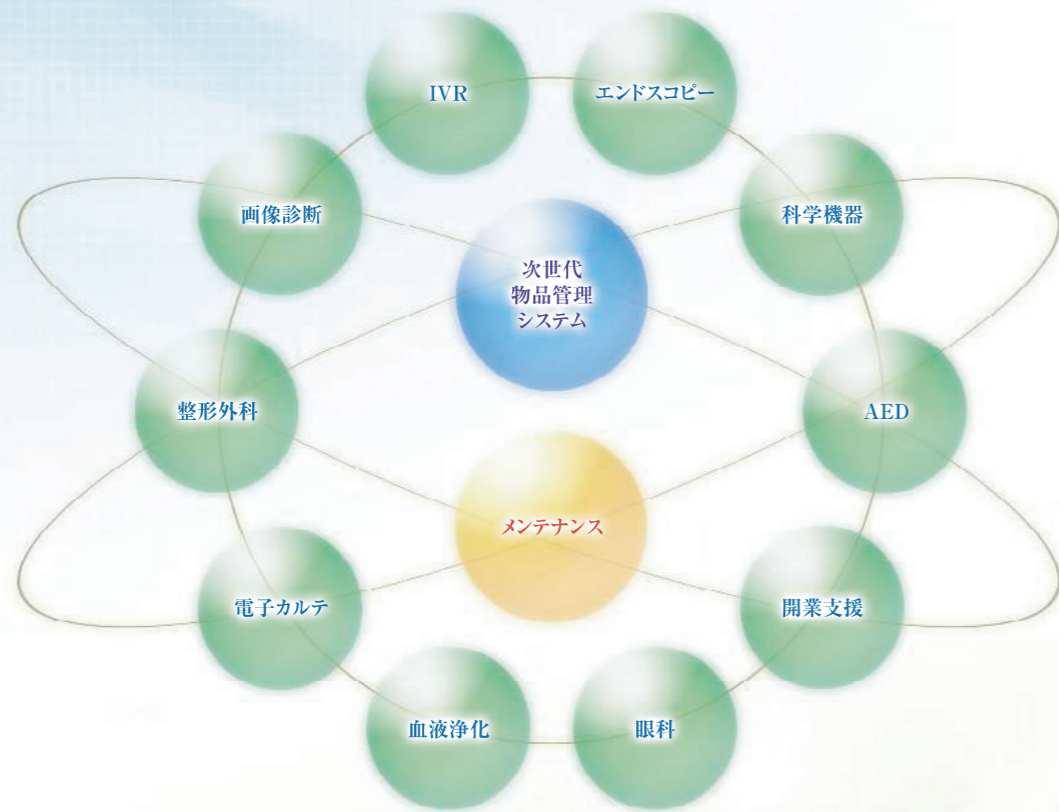 IVR
エンドスコピー
画像診断
科学機器
次世代
物品管理
システム
整形外科
AED
メンテナンス
電子カルテ
開業支援
血液浄化
眼科